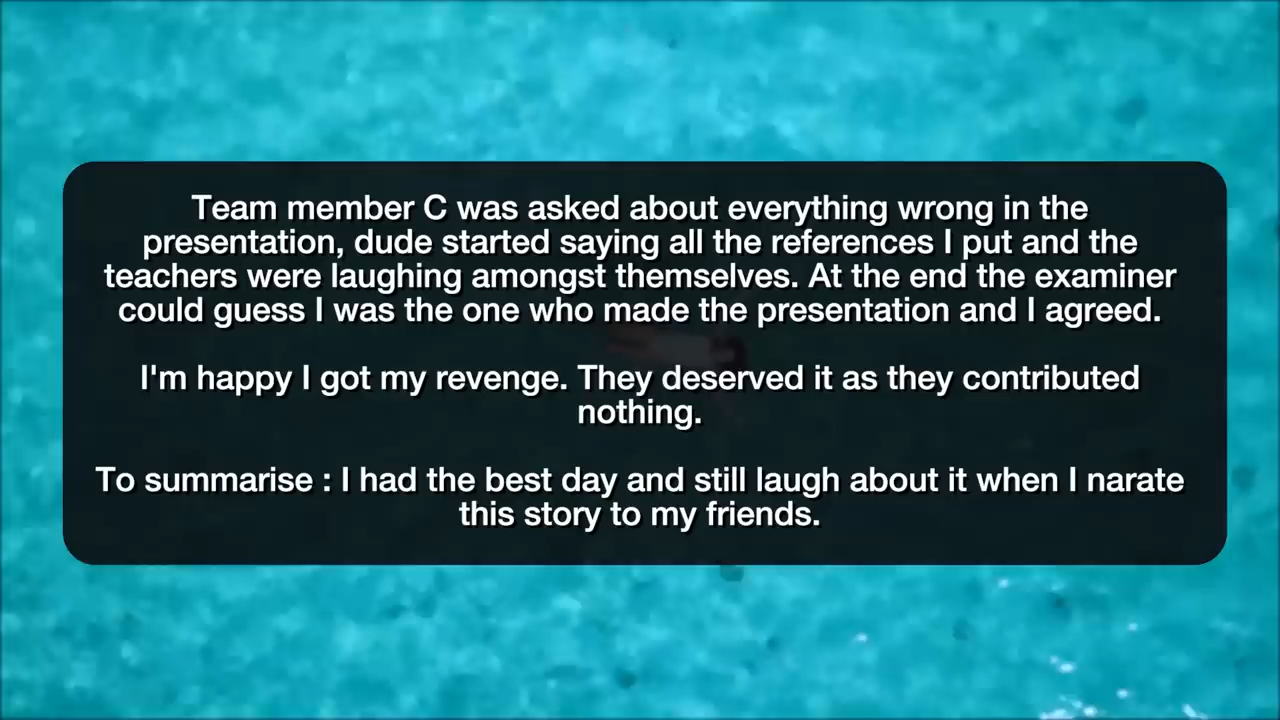 Team member C was asked about everything wrong in the
presentation, dude started saying all the references I put and the
teachers were laughing amongst themselves. At the end the examiner
could guess I was the one who made the presentation and I agreed.
I'm happy I got my revenge. They deserved it as they contributed
nothing.
To summarise : I had the best day and still laugh about it when I narate
this story to my friends.